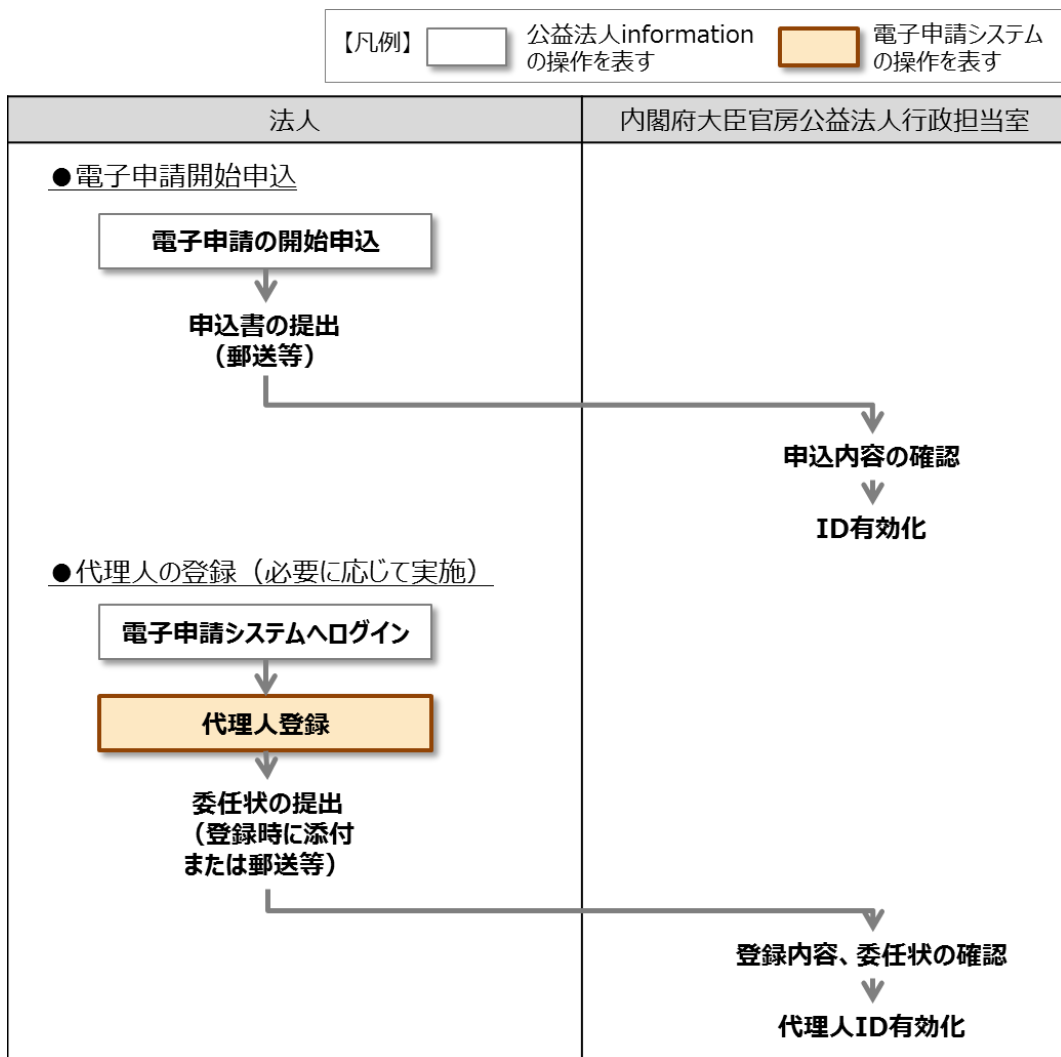 【凡例】
公益法人information
の操作を表す
電子申請システム
の操作を表す
法人
内閣府大臣官房公益法人行政担当室
●電子申請開始申込
電子申請の開始申込
申込書の提出
（郵送等）
申込内容の確認
ID有効化
●代理人の登録（必要に応じて実施）
電子申請システムへログイン
代理人登録
委任状の提出
（登録時に添付
または郵送等）
登録内容、委任状の確認
代理人ID有効化